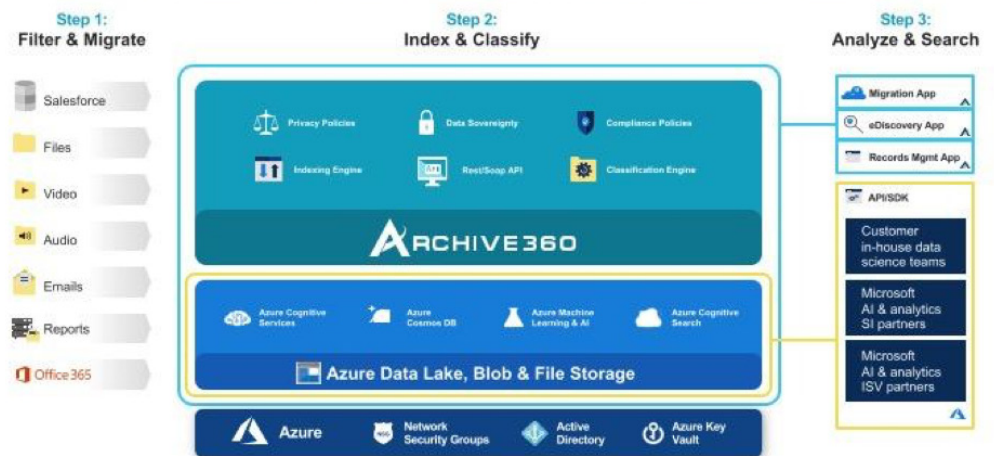 Step 1:
Filter & Migrate
Salesforce
Files
Video
Audio
Emails
Reports
Office 365
Step 2:
Index & Classify
Privacy Policies
Data Sovereignty
Compliance Policies
Indexing Engine
API
Rest/Soap API
Classification Engine
ARCHIVE360
Azure Cognitive
Services
Azure
Cosmos DB
Azure Machine
Learning & AI
Azure Cognitive
Search
Azure Data Lake, Blob & File Storage
Azure
NSG
Network
Security Groups
Active
Directory
Azure Key
Vault
Step 3:
Analyze & Search
Migration App
eDiscovery App
Records Mgmt App
API/SDK
Customer
in-house data
science teams
Microsoft
AI & analytics
SI partners
Microsoft
AI & analytics
ISV partners